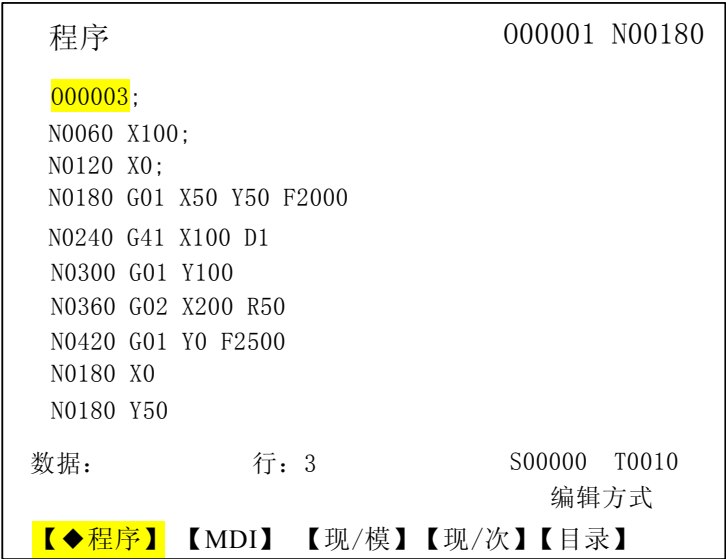 程序 O00001 N00180
O00003;
N0060 X100;
N0120 X0;
N0180 G01 X50 Y50 F2000
N0240 G41 X100 D1
N0300 G01 Y100
N0360 G02 X200 R50
N0420 G01 Y0 F2500
N0180 X0
N0180 Y50
数据： 行：3 S00000 T0010
编辑方式
【◆程序】 【MDI】 【现/模】【现/次】【目录】